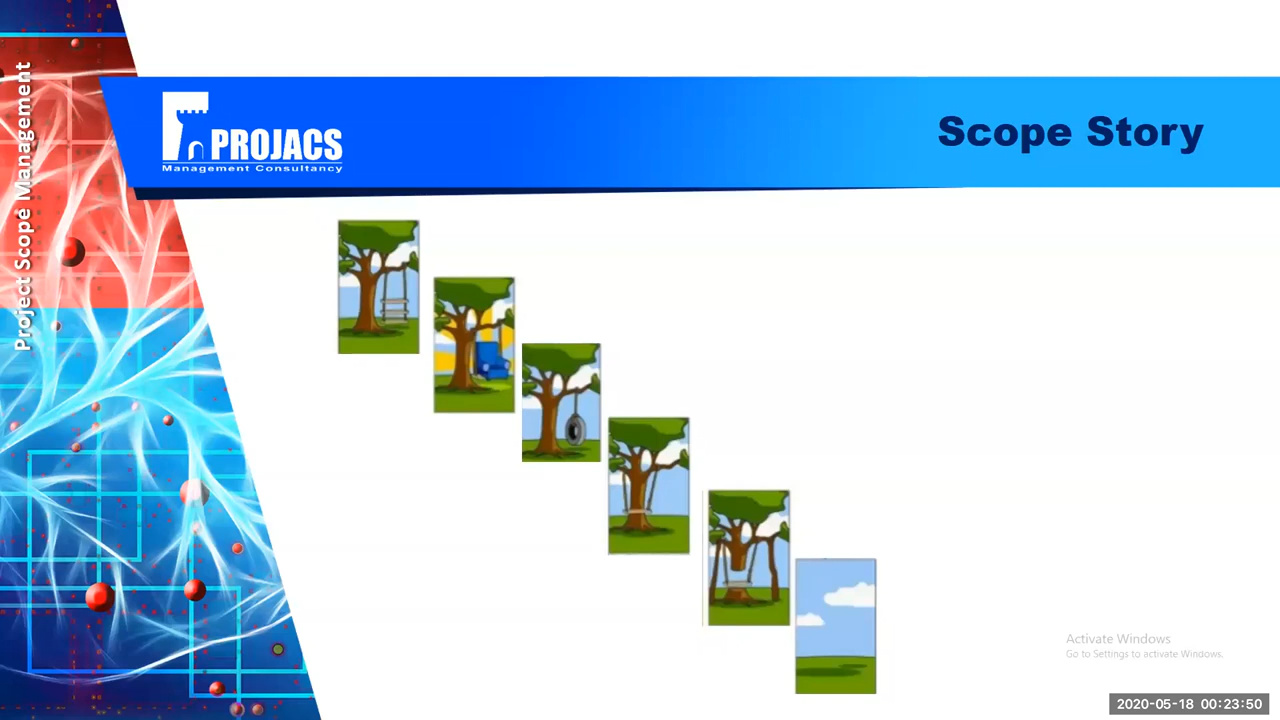 Project Scope Management
PROJACS
Management Consultancy
Scope Story
Activate Windows
Go to Settings to activate Windows.
2020-05-18 00:23:50